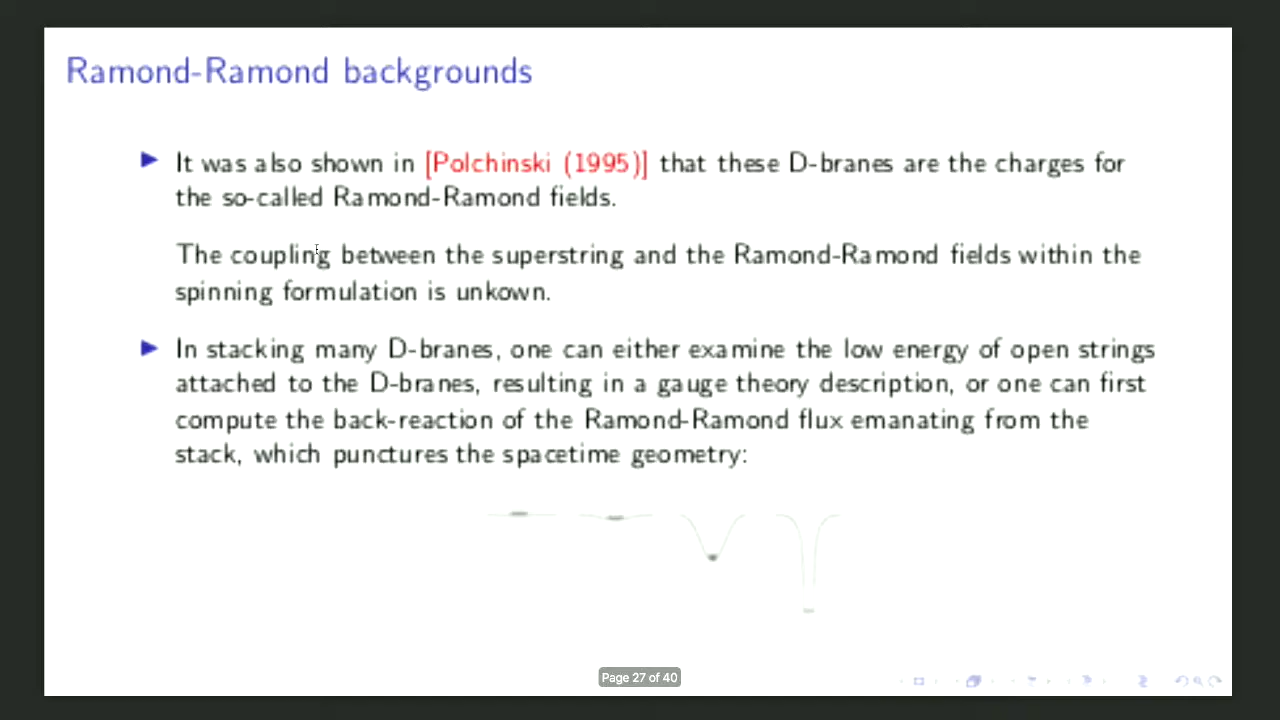 Ramond-Ramond backgrounds
It was also shown in [Polchinski (1995)] that these D-branes are the charges for
the so-called Ramond-Ramond fields.
The coupling between the superstring and the Ramond-Ramond fields within the
spinning formulation is unkown.
In stacking many D-branes, one can either examine the low energy of open strings
attached to the D-branes, resulting in a gauge theory description, or one can first
compute the back-reaction of the Ramond-Ramond flux emanating from the
stack, which punctures the spacetime geometry:
Page 27 of 40